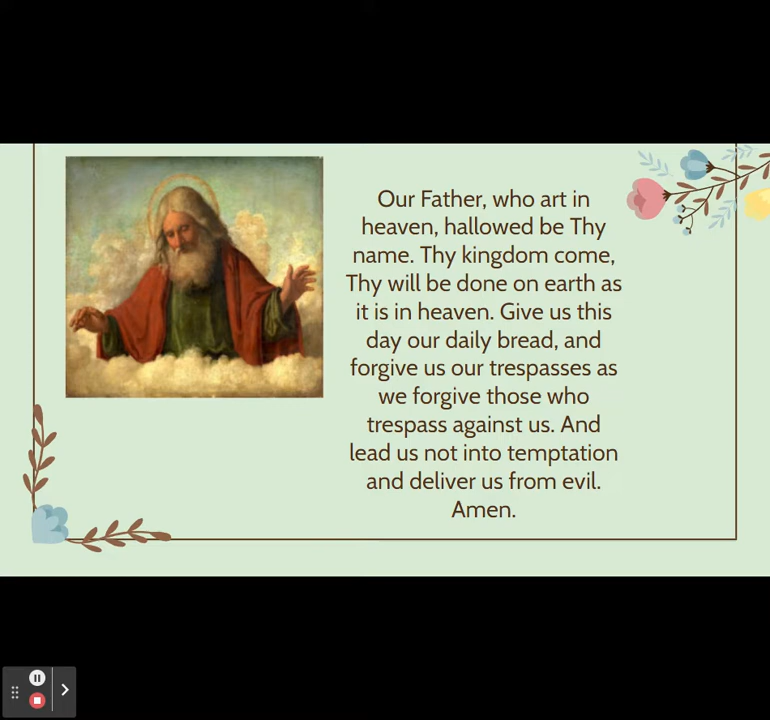 Our Father, who art in
heaven, hallowed be Thy
name. Thy kingdom come,
Thy will be done on earth as
it is in heaven. Give us this
day our daily bread, and
forgive us our trespasses as
we forgive those who
trespass against us. And
lead us not into temptation
and deliver us from evil.
Amen.